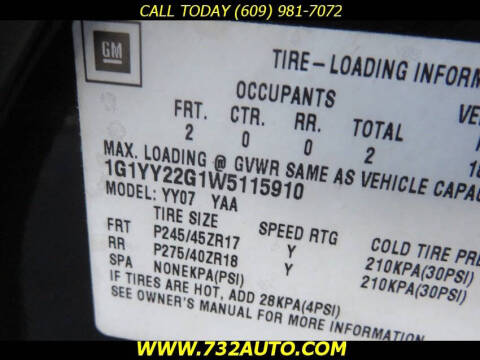 CALL TODAY (609) 981-7072
GM
TIRE-LOADING INFORM
OCCUPANTS
FRT. CTR. RR. TOTAL
2 0 0 2
MAX. LOADING @ GVWR SAME AS VEHICLE CAPA
1G1YY22G1W5115910
MODEL: YY07 YAA
TIRE SIZE SPEED RTG COLD TIRE PRE
FRT P245/45ZR17 Y 210KPA(30PSI)
RR P275/40ZR18 Y 210KPA(30PSI)
SPA NONEKPA(PSI)
IF TIRES ARE HOT, ADD 28KPA(4PSI)
SEE OWNER'S MANUAL FOR MORE INFORMATION
WWW.732AUTO.COM